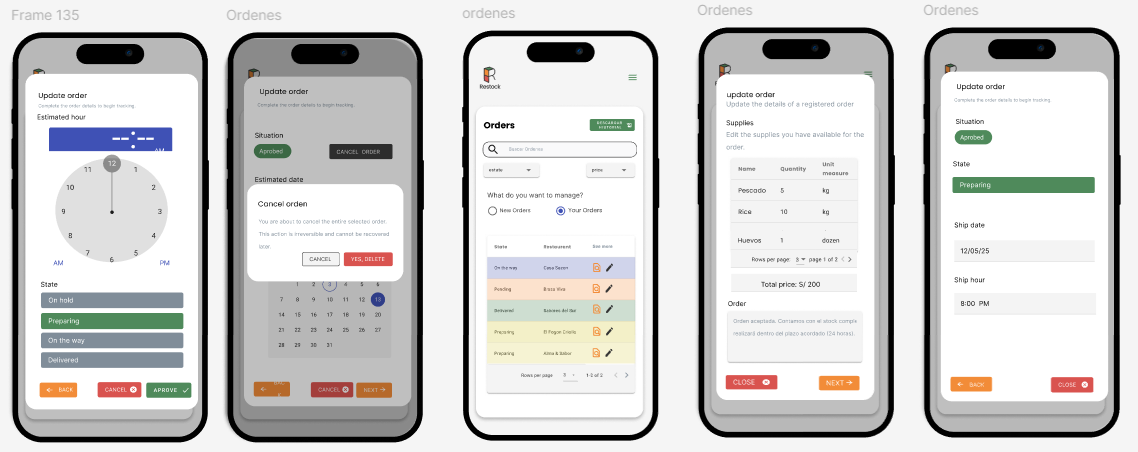 Frame 135
Update order
Complete the order details to begin tracking.
Estimated hour
--:--
AM
12
1
2
3
4
5
6
7
8
9
10
11
AM
PM
State
On hold
Preparing
On the way
Delivered
BACK
CANCEL
APROVE
Ordenes
Update order
Complete the order details to begin tracking.
Situation
Aprobed
CANCEL ORDER
Estimated date
Cancel orden
You are about to cancel the entire selected order.
This action is irreversible and cannot be recovered
later.
CANCEL
YES, DELETE
1 2 3 4 5 6
7 8 9 10 11 12 13
14 15 16 17 18 19 20
21 22 23 24 25 26 27
28 29 30 31
CANCEL
NEXT
ordenes
Restock
Orders
DESCARGAR
HISTORIAL
Buscar Ordenes
estate
price
What do you want to manage?
New Orders
Your Orders
State Restaurant See more
On the way Casa Sazon
Pending Brasa Viva
Delivered Sabores del Sur
Preparing El Fogon Criollo
Preparing Alma & Sabor
Rows per page
1-2 of 2
Ordenes
update order
Update the details of a registered order
Supplies
Edit the supplies you have available for the
order.
Name Quantity Unit
measure
Pescado 5 kg
Rice 10 kg
Huevos 1 dozen
Rows per page: 3 page 1 of 2
Total price: S/ 200
Order
Orden aceptada. Contamos con el stock comple
realizará dentro del plazo acordado (24 horas).
CLOSE
NEXT
Ordenes
Update order
Complete the order details to begin tracking.
Situation
Aprobed
State
Preparing
Ship date
12/05/25
Ship hour
8:00 PM
BACK
CLOSE